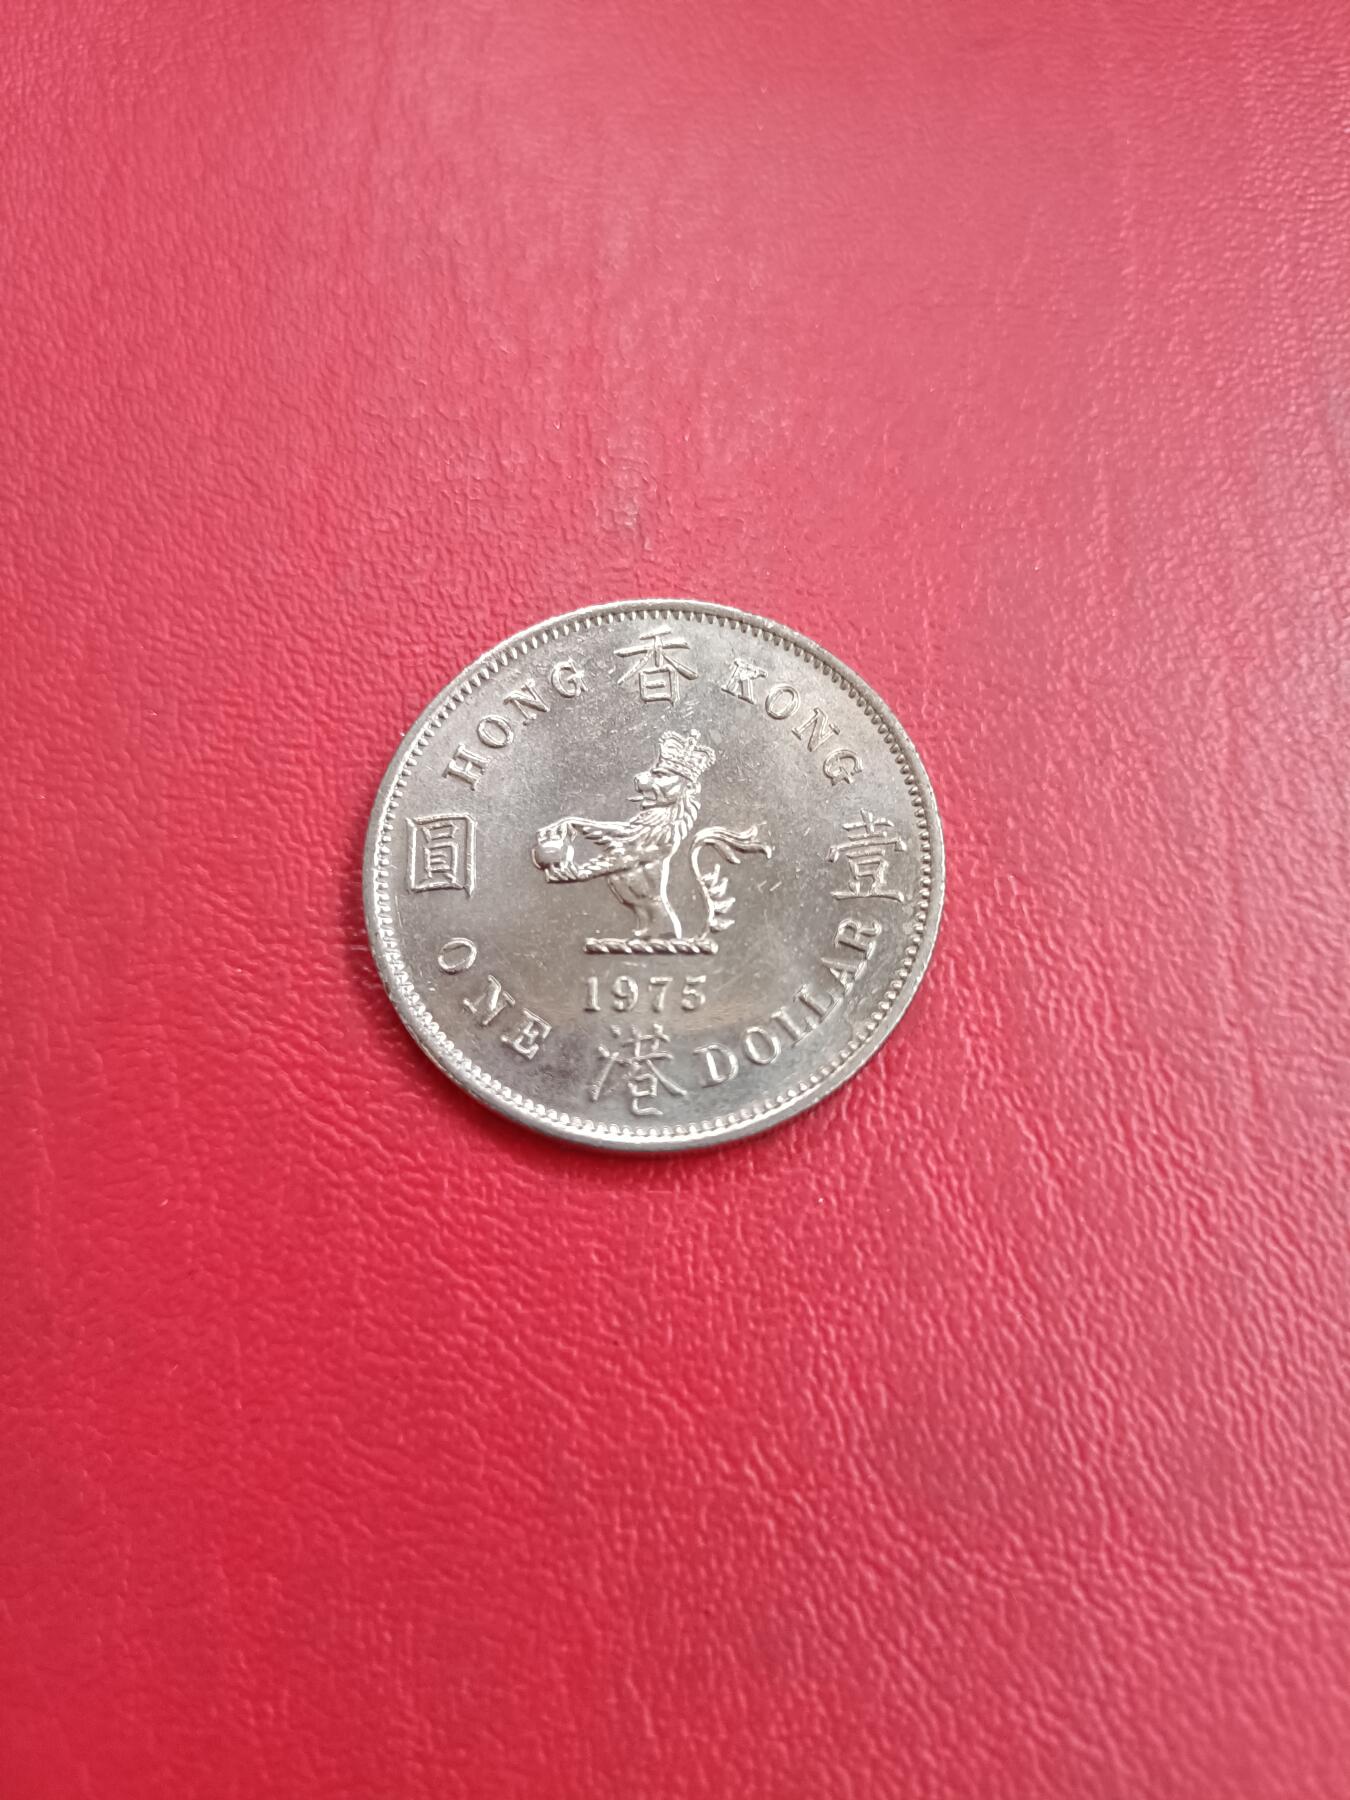 HONG 香 KONG
圓 壹
1975
ONE 港 DOLLAR